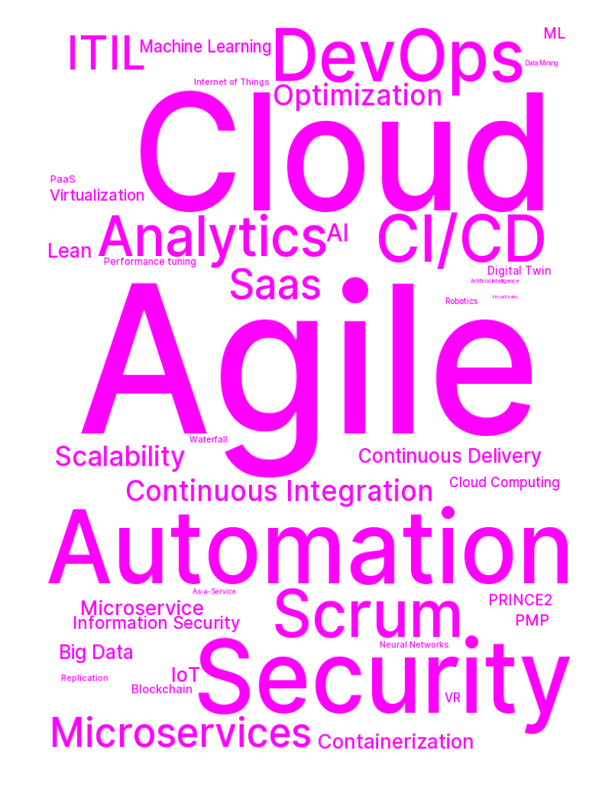 ML
ITIL
Machine Learning
DevOps
Data Mining
Internet of Things
Optimization
Cloud
PaaS
Virtualization
Analytics
AI
CI/CD
Lean
Performance tuning
Digital Twin
Saas
Artificial Intelligence
Virtual Reality
Robotics
Agile
Waterfall
Scalability
Continuous Delivery
Cloud Computing
Continuous Integration
Automation
As-a-Service
Microservice
Scrum
PRINCE2
Information Security
PMP
Neural Networks
Big Data
Security
IoT
Replication
Blockchain
VR
Microservices
Containerization